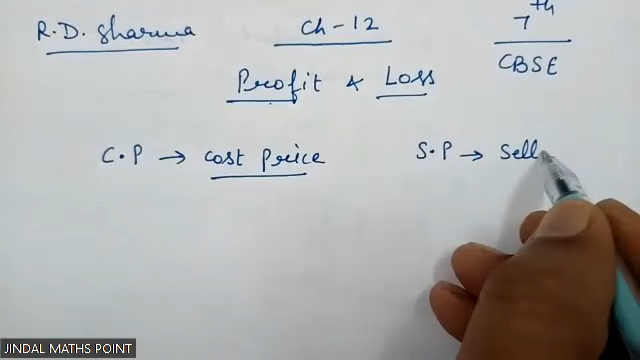 R.D. Sharma Ch-12 7th
CBSE
Profit & Loss
C.P → Cost Price S.P → Sell
JINDAL MATHS POINT